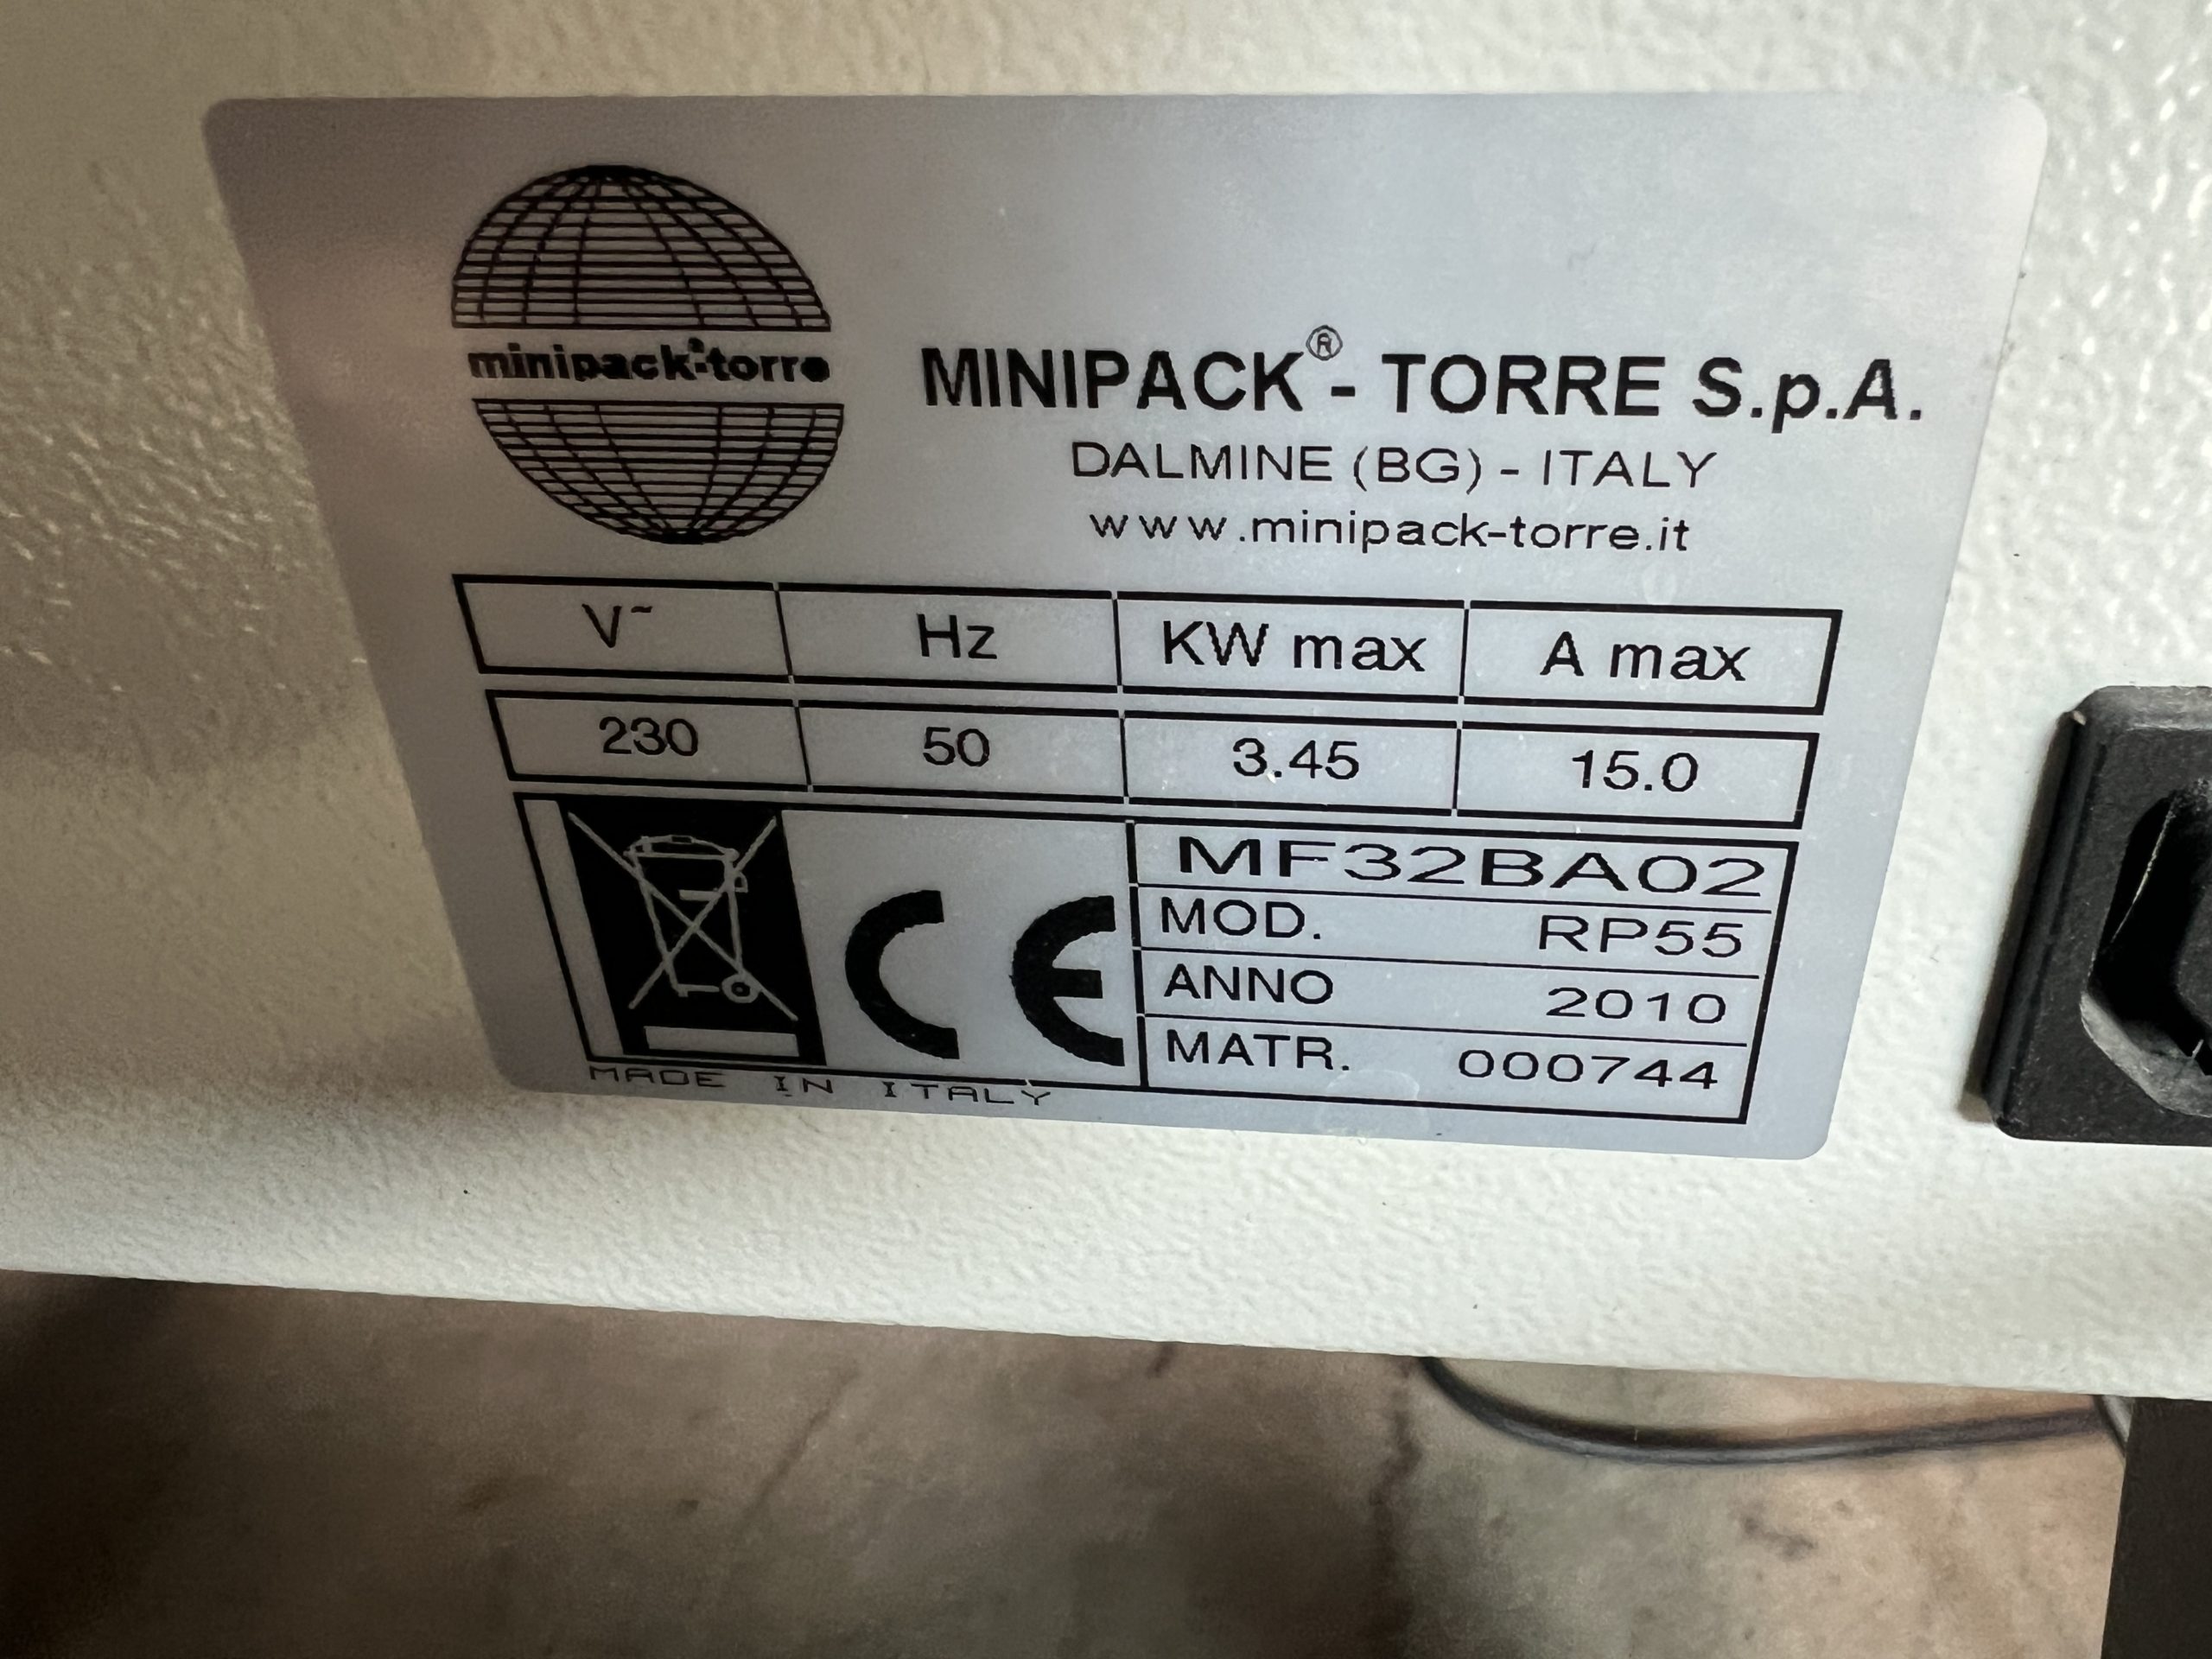 minipack®-torre
MINIPACK®- TORRE S.p.A.
DALMINE (BG) - ITALY
www.minipack-torre.it
V~ Hz KW max A max
230 50 3.45 15.0
CE
MF32BA02
MOD. RP55
ANNO 2010
MATR. 000744
MADE IN ITALY